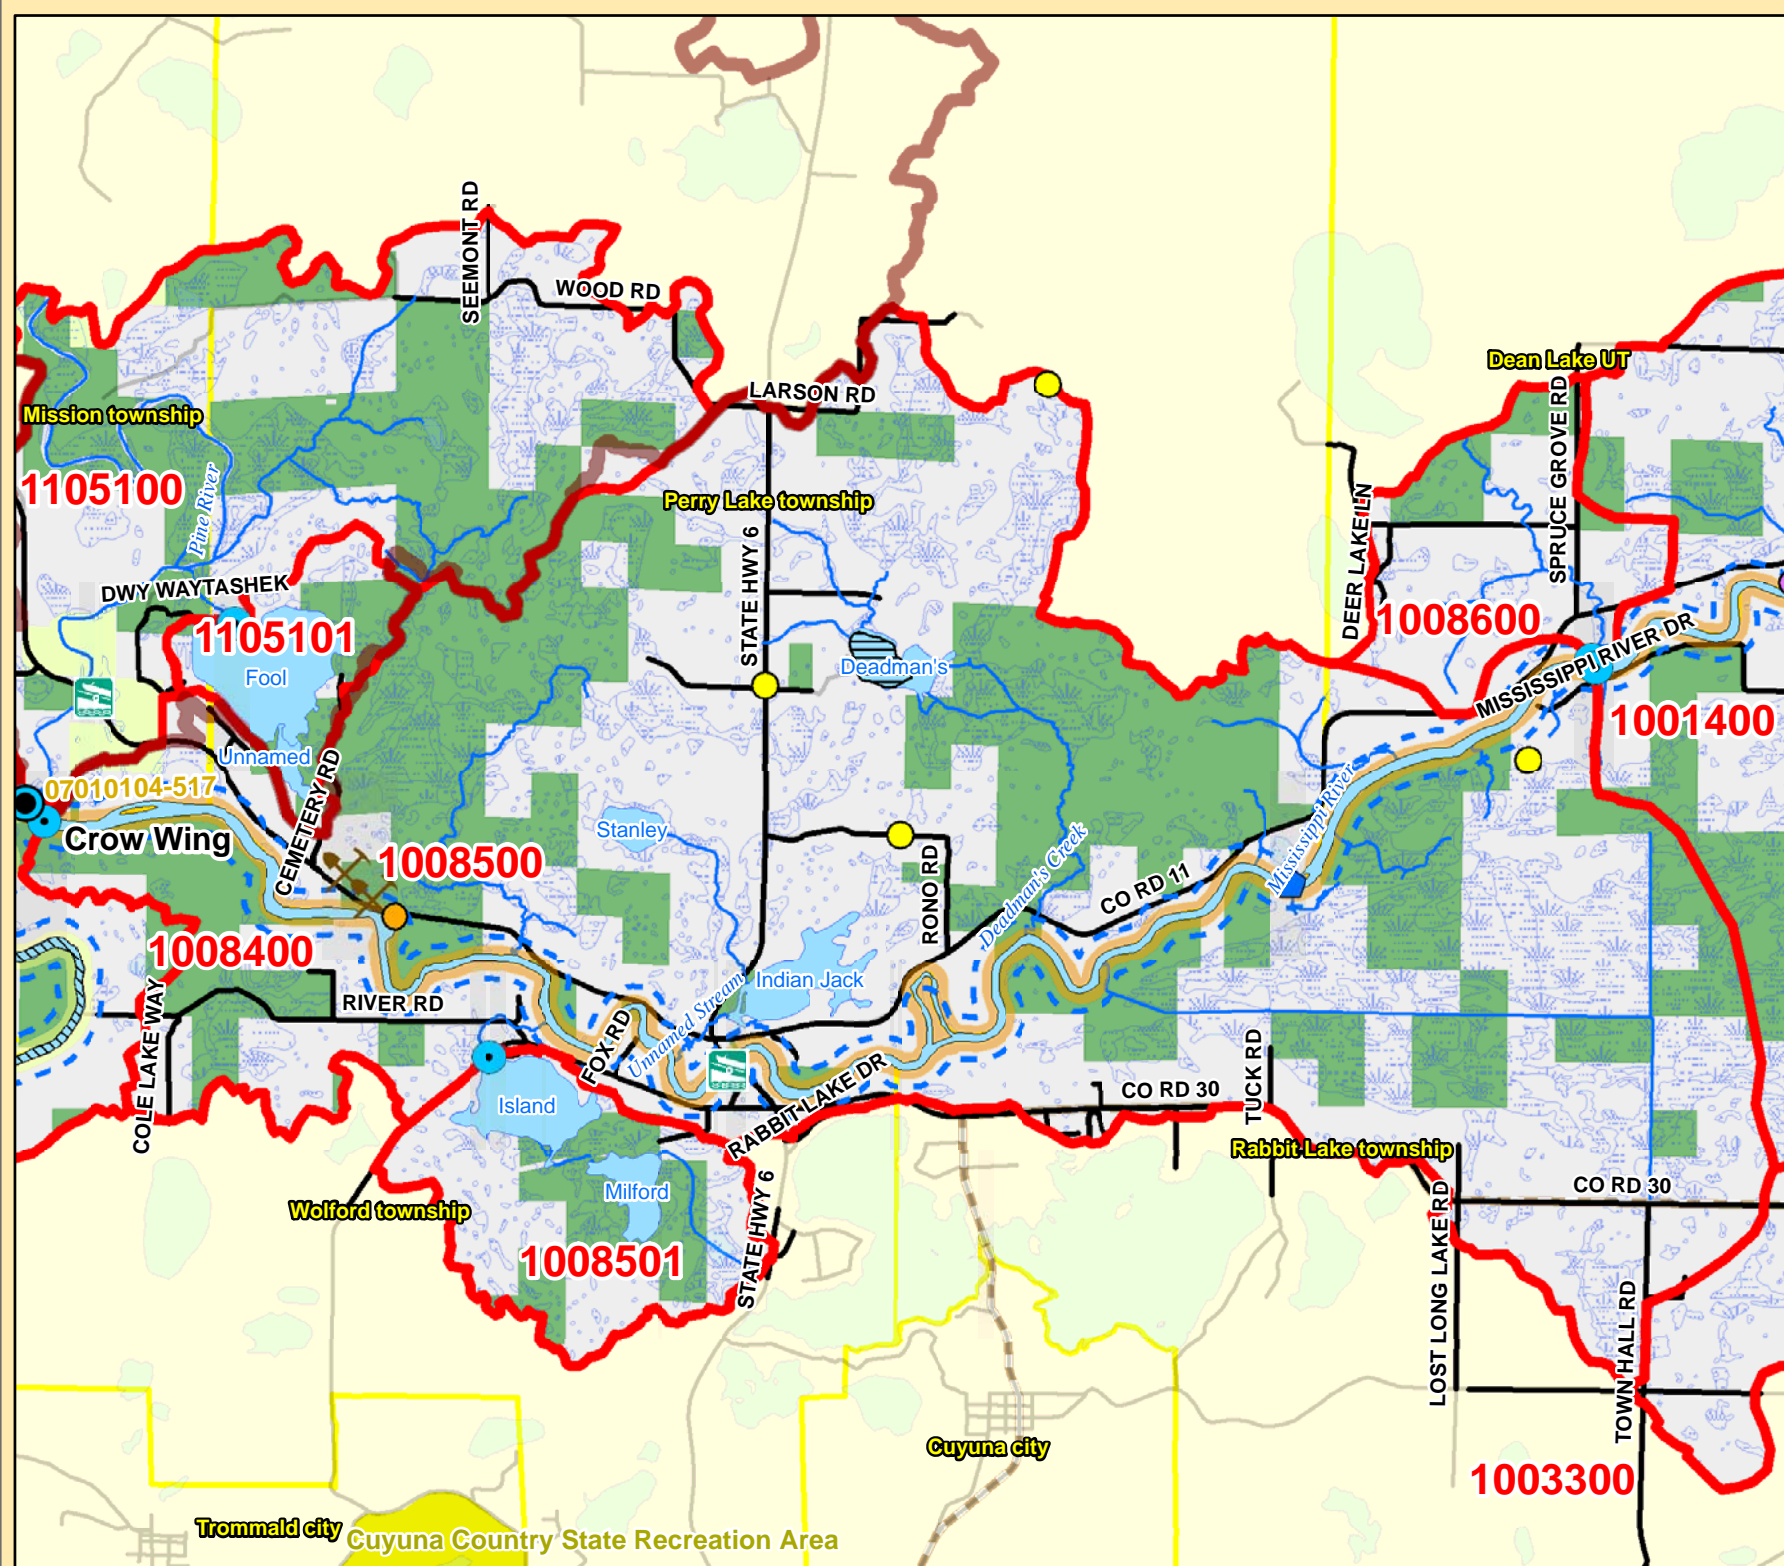 SEEMONT RD
WOOD RD
Dean Lake UT
LARSON RD
SPRUCE GROVE RD
Mission township
1105100
Pine River
Perry Lake township
STATE HWY 6
DEER LAKE LN
DWY WAYTASHEK
1105101
Fool
1008600
Deadman's
MISSISSIPPI RIVER DR
1001400
Unnamed
07010104-517
Crow Wing
CEMETERY RD
1008500
Stanley
RONO RD
Deadman's Creek
CO RD 11
Mississippi River
1008400
COLE LAKE WAY
RIVER RD
Indian Jack
Unnamed Stream
FOX RD
RABBIT LAKE DR
CO RD 30
TUCK RD
Island
Rabbit Lake township
Milford
CO RD 30
Wolford township
STATE HWY 6
1008501
LOST LONG LAKE RD
TOWN HALL RD
Cuyuna city
1003300
Trommald city
Cuyuna Country State Recreation Area